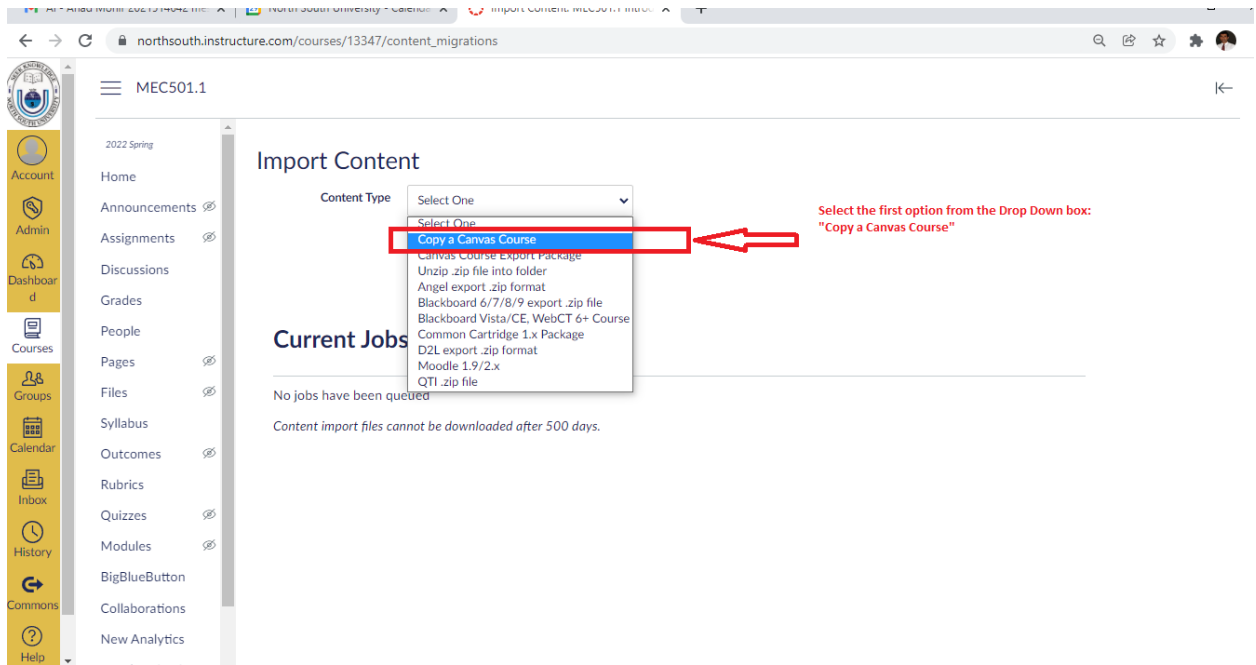 northsouth.instructure.com/courses/13347/content_migrations
MEC501.1
Account
Admin
Dashboar
d
Courses
Groups
Calendar
Inbox
History
Commons
Help
2022 Spring
Home
Announcements
Assignments
Discussions
Grades
People
Pages
Files
Syllabus
Outcomes
Rubrics
Quizzes
Modules
BigBlueButton
Collaborations
New Analytics
Import Content
Content Type
Select One
Select One
Copy a Canvas Course
Canvas Course Export Package
Unzip .zip file into folder
Angel export .zip format
Blackboard 6/7/8/9 export .zip file
Blackboard Vista/CE, WebCT 6+ Course
Common Cartridge 1.x Package
D2L export .zip format
Moodle 1.9/2.x
QTI .zip file
Select the first option from the Drop Down box:
"Copy a Canvas Course"
Current Jobs
No jobs have been queued
Content import files cannot be downloaded after 500 days.